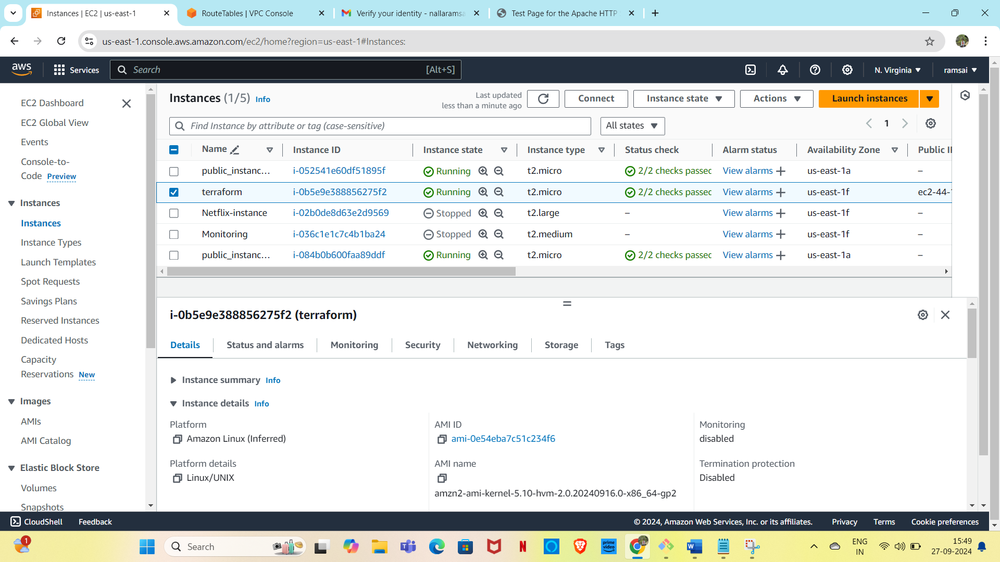 Instances | EC2 | us-east-1
RouteTables | VPC Console
Verify your identity - nallaramsa
Test Page for the Apache HTTP
us-east-1.console.aws.amazon.com/ec2/home?region=us-east-1#Instances:
aws
Services
Search [Alt+S]
N. Virginia
ramsai
EC2 Dashboard
EC2 Global View
Events
Console-to-
Code Preview
Instances
Instances
Instance Types
Launch Templates
Spot Requests
Savings Plans
Reserved Instances
Dedicated Hosts
Capacity
Reservations New
Images
AMIs
AMI Catalog
Elastic Block Store
Volumes
Snapshots
Instances (1/5) Info
Last updated
less than a minute ago
Connect
Instance state
Actions
Launch instances
Find Instance by attribute or tag (case-sensitive)
All states
1
Name Instance ID Instance state Instance type Status check Alarm status Availability Zone Public I
public_instanc... i-052541e60df51895f Running t2.micro 2/2 checks passed View alarms + us-east-1a –
terraform i-0b5e9e388856275f2 Running t2.micro 2/2 checks passed View alarms + us-east-1f ec2-44-
Netflix-instance i-02b0de8d63e2d9569 Stopped t2.large – View alarms + us-east-1f –
Monitoring i-036c1e1c7c4b1ba24 Stopped t2.medium – View alarms + us-east-1f –
public_instanc... i-084b0b600faa89ddf Running t2.micro 2/2 checks passed View alarms + us-east-1a –
i-0b5e9e388856275f2 (terraform)
Details
Status and alarms
Monitoring
Security
Networking
Storage
Tags
Instance summary Info
Instance details Info
Platform
Amazon Linux (Inferred)
AMI ID
ami-0e54eba7c51c234f6
Monitoring
disabled
Platform details
Linux/UNIX
AMI name
amzn2-ami-kernel-5.10-hvm-2.0.20240916.0-x86_64-gp2
Termination protection
Disabled
CloudShell
Feedback
© 2024, Amazon Web Services, Inc. or its affiliates.
Privacy
Terms
Cookie preferences
1
Search
prime
video
ENG
IN
15:49
27-09-2024